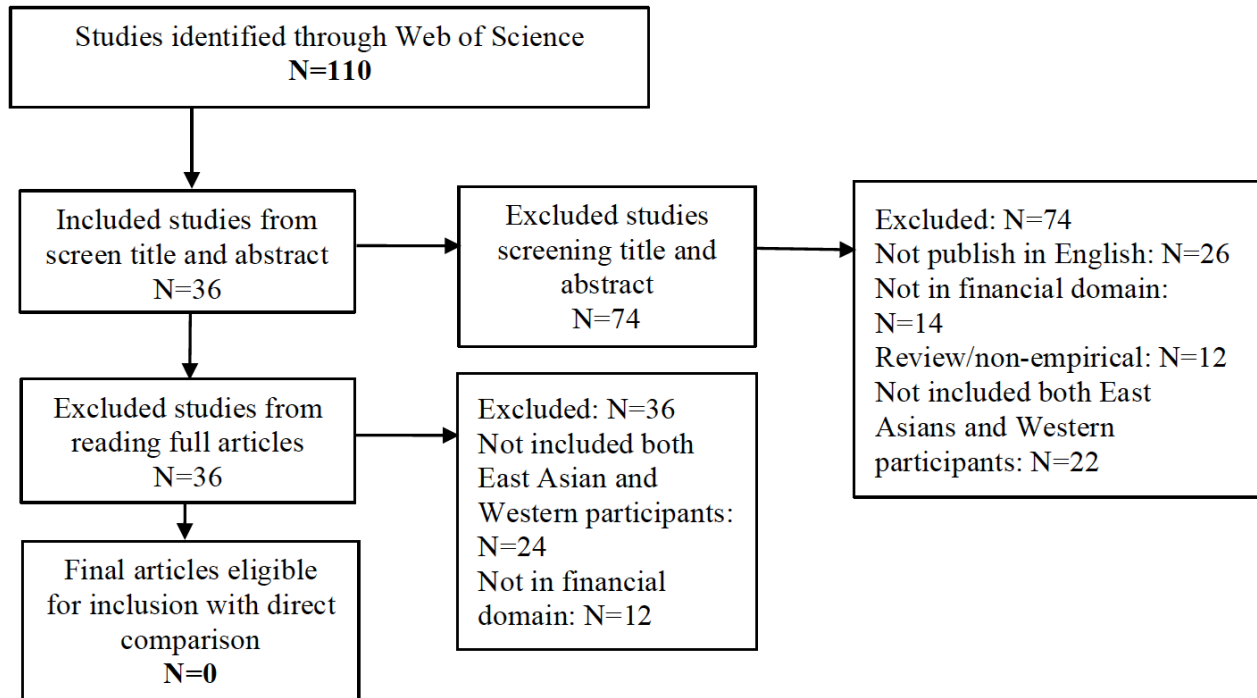 Studies identified through Web of Science
N=110
Included studies from
screen title and abstract
N=36
Excluded studies
screening title and
abstract
N=74
Excluded: N=74
Not publish in English: N=26
Not in financial domain:
N=14
Review/non-empirical: N=12
Not included both East
Asians and Western
participants: N=22
Excluded studies from
reading full articles
N=36
Excluded: N=36
Not included both
East Asian and
Western participants:
N=24
Not in financial
domain: N=12
Final articles eligible
for inclusion with direct
comparison
N=0